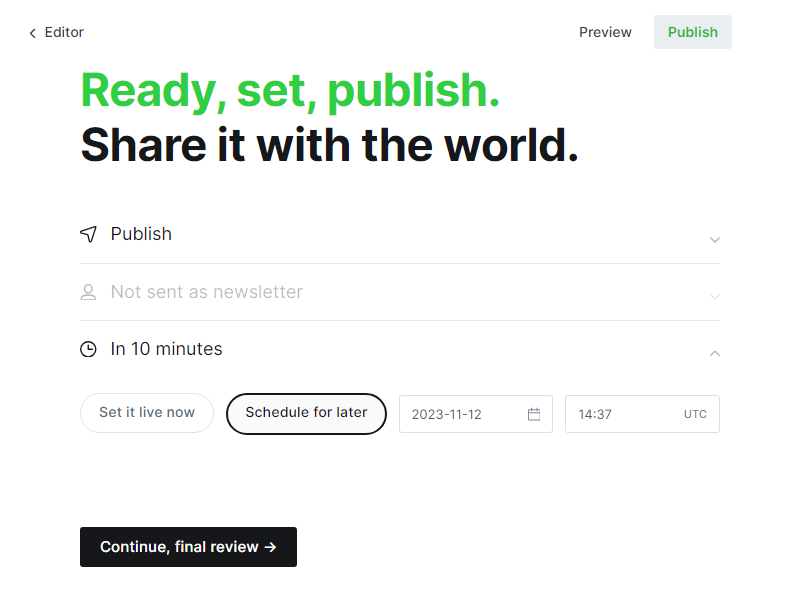 Editor
Preview
Publish
Ready, set, publish.
Share it with the world.
Publish
Not sent as newsletter
In 10 minutes
Set it live now
Schedule for later
2023-11-12
14:37
UTC
Continue, final review →